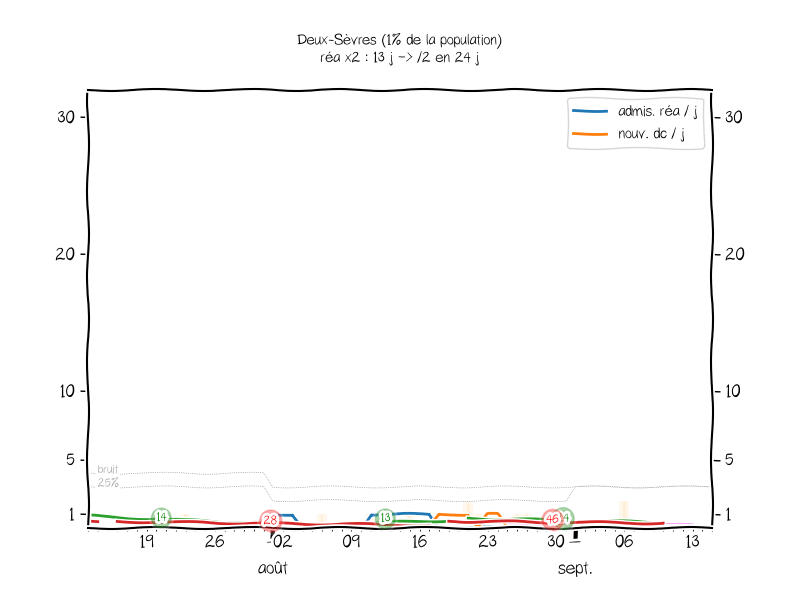 Deux-Sèvres (1% de la population)
réa x2 : 13 j -> /2 en 24 j
admis. réa / j
nouv. dc / j
30 30
20 20
10 10
5 5
bruit
25%
1 1
14 28 13 46 4
19 26 02 09 16 23 30 06 13
août sept.